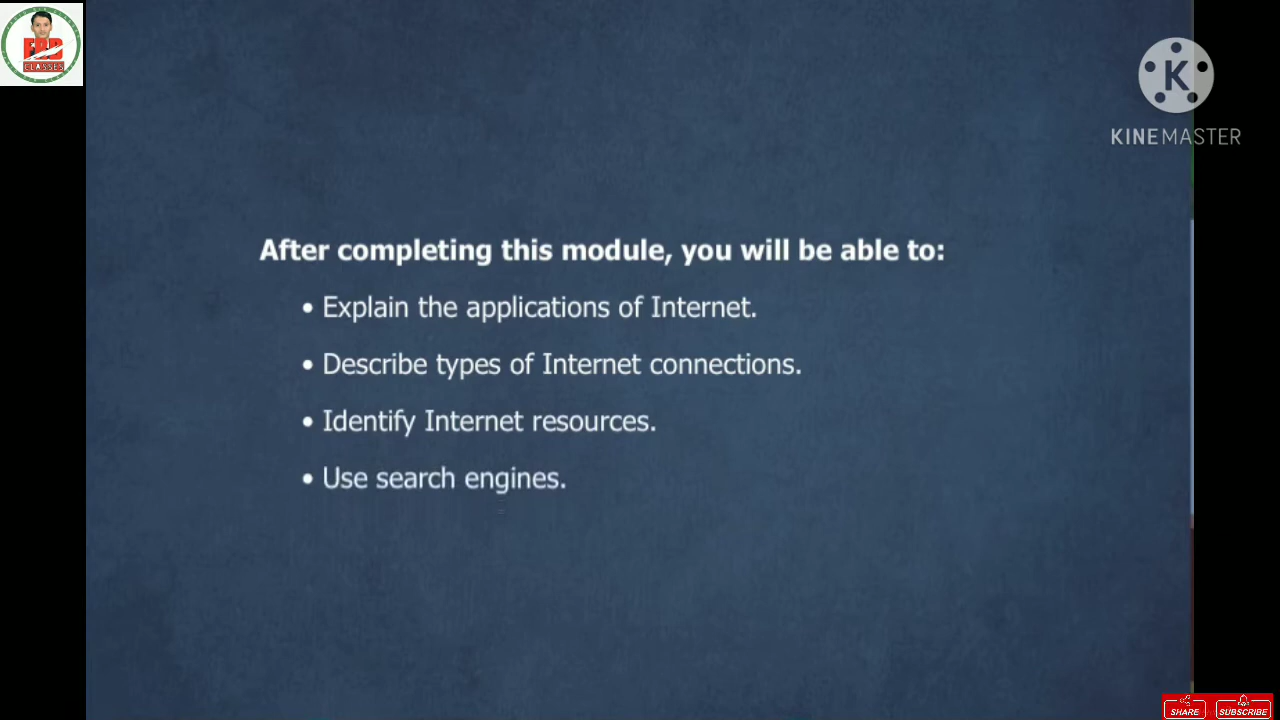 CLASSES
K
KINEMASTER
After completing this module, you will be able to:
• Explain the applications of Internet.
• Describe types of Internet connections.
• Identify Internet resources.
• Use search engines.
SHARE
SUBSCRIBE